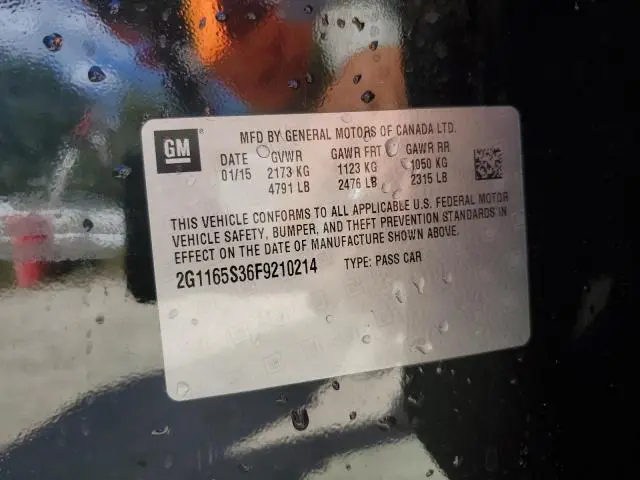 GM
MFD BY GENERAL MOTORS OF CANADA LTD.
DATE GVWR GAWR FRT GAWR RR
01/15 2173 KG 1123 KG 1050 KG
4791 LB 2476 LB 2315 LB
THIS VEHICLE CONFORMS TO ALL APPLICABLE U.S. FEDERAL MOTOR
VEHICLE SAFETY, BUMPER, AND THEFT PREVENTION STANDARDS IN
EFFECT ON THE DATE OF MANUFACTURE SHOWN ABOVE.
2G1165S36F9210214 TYPE: PASS CAR